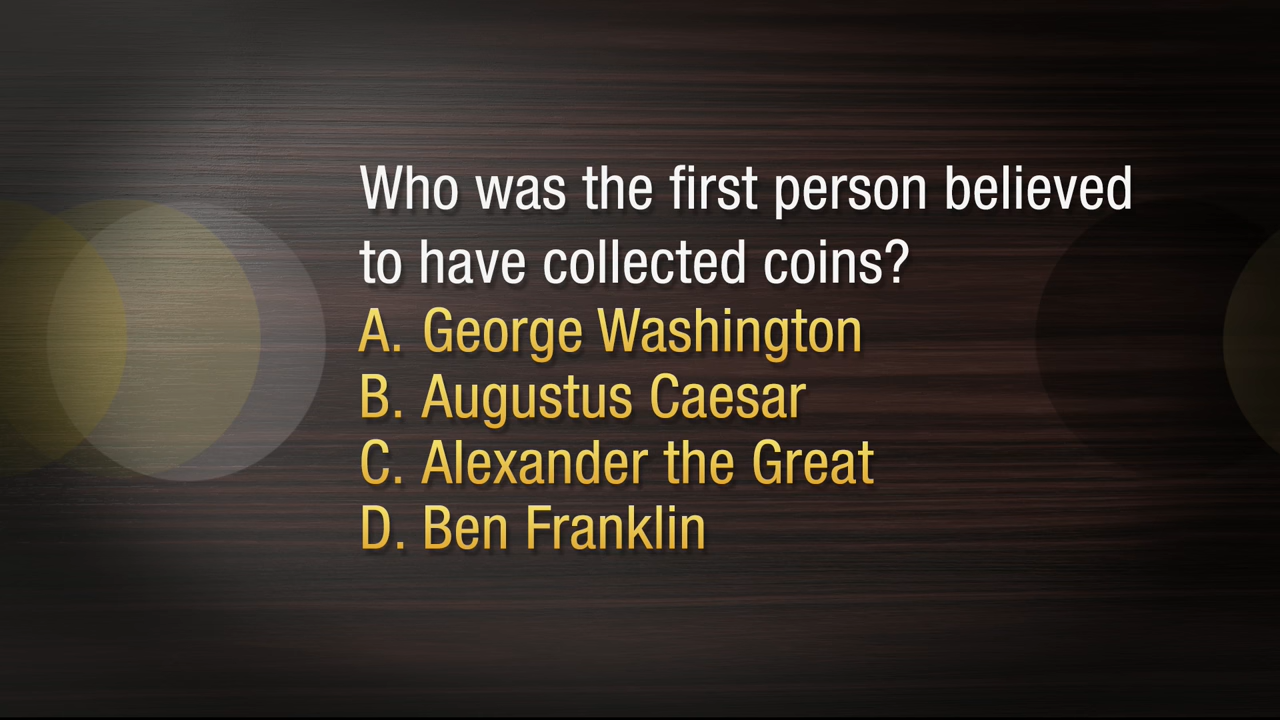 Who was the first person believed
to have collected coins?
A. George Washington
B. Augustus Caesar
C. Alexander the Great
D. Ben Franklin